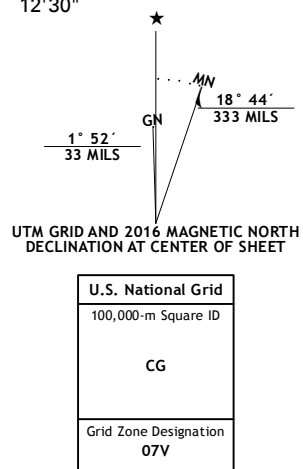 12'30"
★
MN
GN
18° 44´
333 MILS
1° 52´
33 MILS
UTM GRID AND 2016 MAGNETIC NORTH
DECLINATION AT CENTER OF SHEET
U.S. National Grid
100,000-m Square ID
CG
Grid Zone Designation
07V